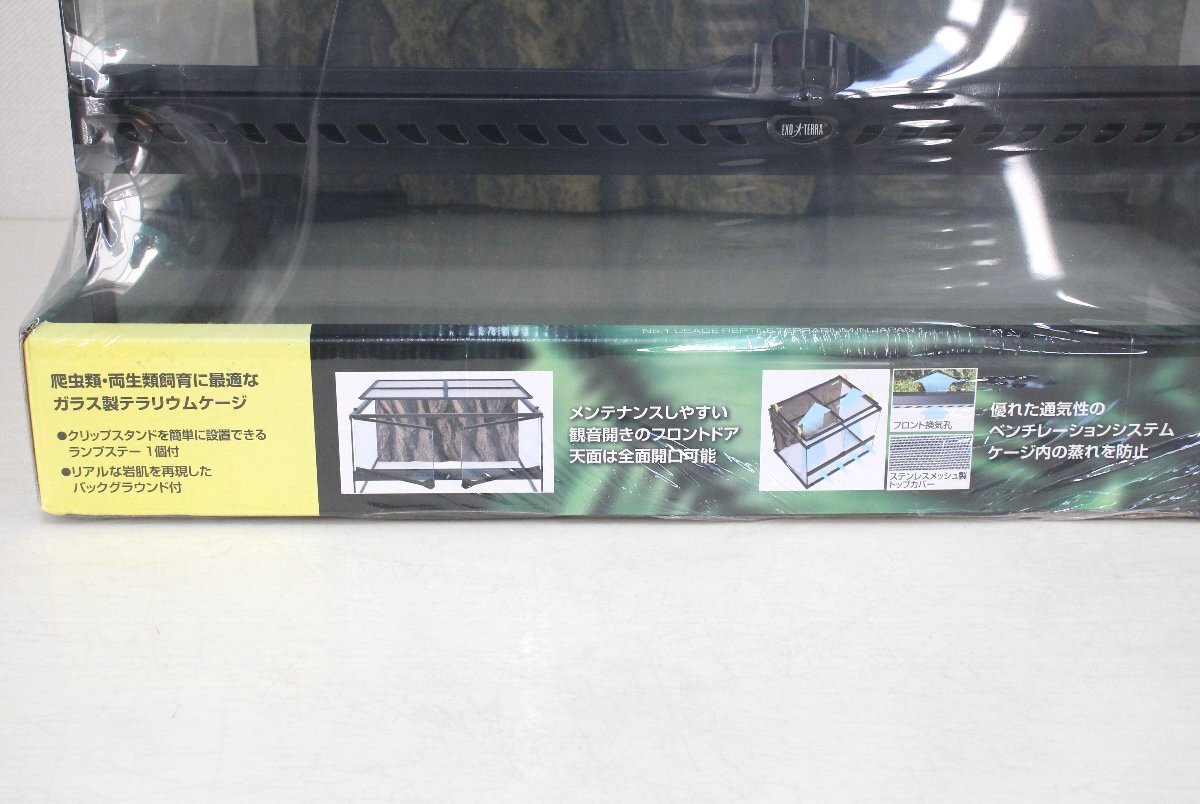 EXO TERRA
No.1 USAGE REPTILE TERRARIUM IN JAPAN
爬虫類・両生類飼育に最適な
ガラス製テラリウムケージ
●クリップスタンドを簡単に設置できる
ランプステー 1個付
●リアルな岩肌を再現した
バックグラウンド付
メンテナンスしやすい
観音開きのフロントドア
天面は全面開口可能
フロント換気孔
ステンレスメッシュ製
トップカバー
優れた通気性の
ベンチレーションシステム
ケージ内の蒸れを防止